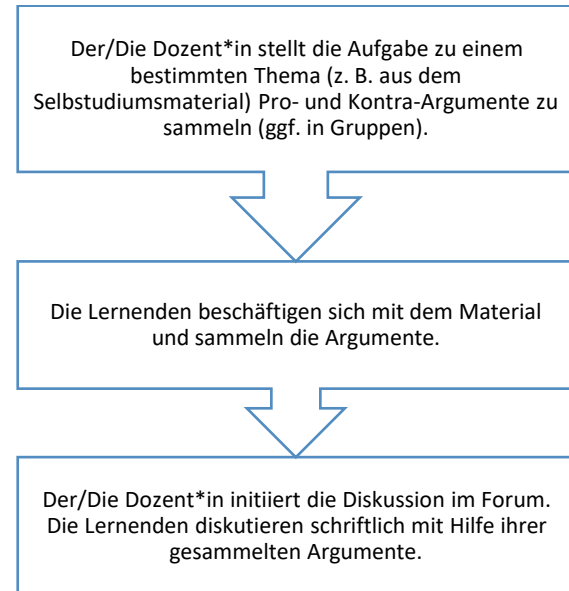 Der/Die Dozent*in stellt die Aufgabe zu einem
bestimmten Thema (z. B. aus dem
Selbstudiumsmaterial) Pro- und Kontra-Argumente zu
sammeln (ggf. in Gruppen).
Die Lernenden beschäftigen sich mit dem Material
und sammeln die Argumente.
Der/Die Dozent*in initiiert die Diskussion im Forum.
Die Lernenden diskutieren schriftlich mit Hilfe ihrer
gesammelten Argumente.